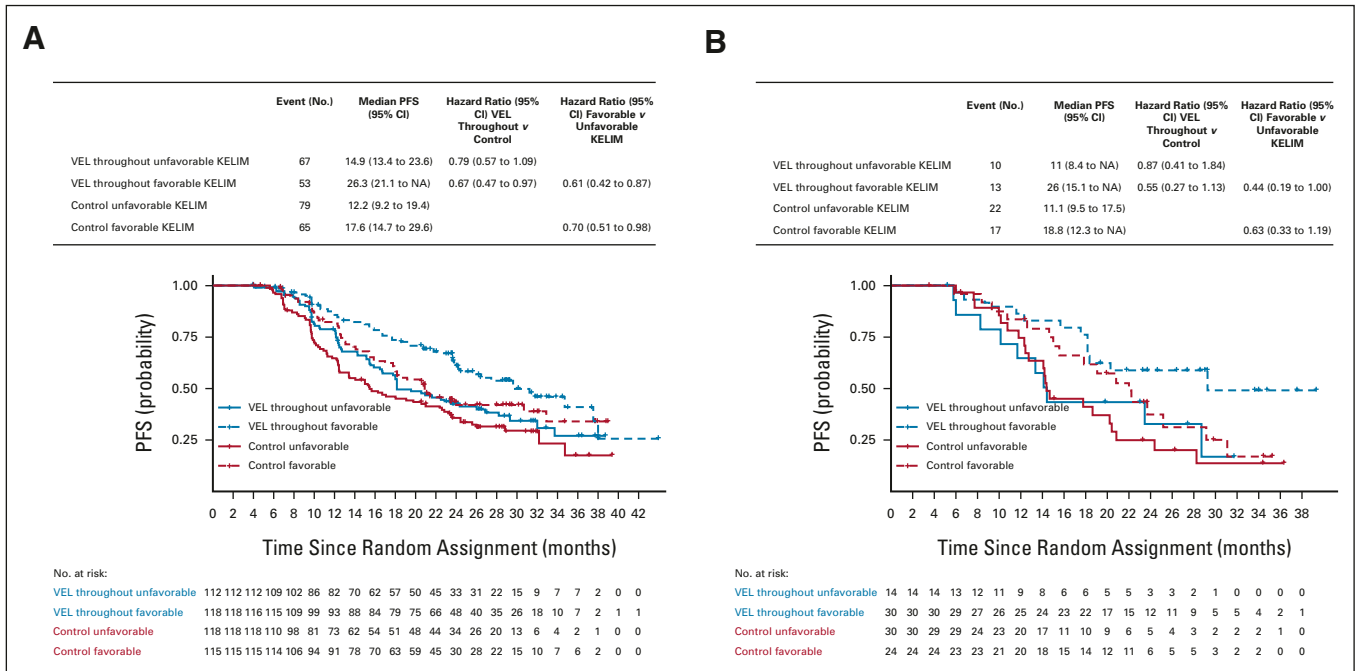 A
Event (No.) Median PFS (95% CI) Hazard Ratio (95% CI) VEL Throughout v Control Hazard Ratio (95% CI) Favorable v Unfavorable KELIM
VEL throughout unfavorable KELIM 67 14.9 (13.4 to 23.6) 0.79 (0.57 to 1.09)
VEL throughout favorable KELIM 53 26.3 (21.1 to NA) 0.67 (0.47 to 0.97) 0.61 (0.42 to 0.87)
Control unfavorable KELIM 79 12.2 (9.2 to 19.4)
Control favorable KELIM 65 17.6 (14.7 to 29.6) 0.70 (0.51 to 0.98)
PFS (probability)
1.00
0.75
0.50
0.25
VEL throughout unfavorable
VEL throughout favorable
Control unfavorable
Control favorable
0 2 4 6 8 10 12 14 16 18 20 22 24 26 28 30 32 34 36 38 40 42
Time Since Random Assignment (months)
No. at risk:
VEL throughout unfavorable 112 112 112 109 102 86 82 70 62 57 50 45 33 31 22 15 9 7 7 2 0 0
VEL throughout favorable 118 118 116 115 109 99 93 88 84 79 75 66 48 40 35 26 18 10 7 2 1 1
Control unfavorable 118 118 118 110 98 81 73 62 54 51 48 44 34 26 20 13 6 4 2 1 0 0
Control favorable 115 115 115 114 106 94 91 78 70 63 59 45 30 28 22 15 10 7 6 2 0 0
B
Event (No.) Median PFS (95% CI) Hazard Ratio (95% CI) VEL Throughout v Control Hazard Ratio (95% CI) Favorable v Unfavorable KELIM
VEL throughout unfavorable KELIM 10 11 (8.4 to NA) 0.87 (0.41 to 1.84)
VEL throughout favorable KELIM 13 26 (15.1 to NA) 0.55 (0.27 to 1.13) 0.44 (0.19 to 1.00)
Control unfavorable KELIM 22 11.1 (9.5 to 17.5)
Control favorable KELIM 17 18.8 (12.3 to NA) 0.63 (0.33 to 1.19)
PFS (probability)
1.00
0.75
0.50
0.25
VEL throughout unfavorable
VEL throughout favorable
Control unfavorable
Control favorable
0 2 4 6 8 10 12 14 16 18 20 22 24 26 28 30 32 34 36 38
Time Since Random Assignment (months)
No. at risk:
VEL throughout unfavorable 14 14 14 13 12 11 9 8 6 6 5 5 3 3 2 1 0 0 0 0
VEL throughout favorable 30 30 30 29 27 26 25 24 23 22 17 15 12 11 9 5 5 4 2 1
Control unfavorable 30 30 29 29 24 23 20 17 11 10 9 6 5 4 3 2 2 2 1 0
Control favorable 24 24 24 23 23 21 20 18 15 14 12 11 6 5 5 3 2 2 0 0